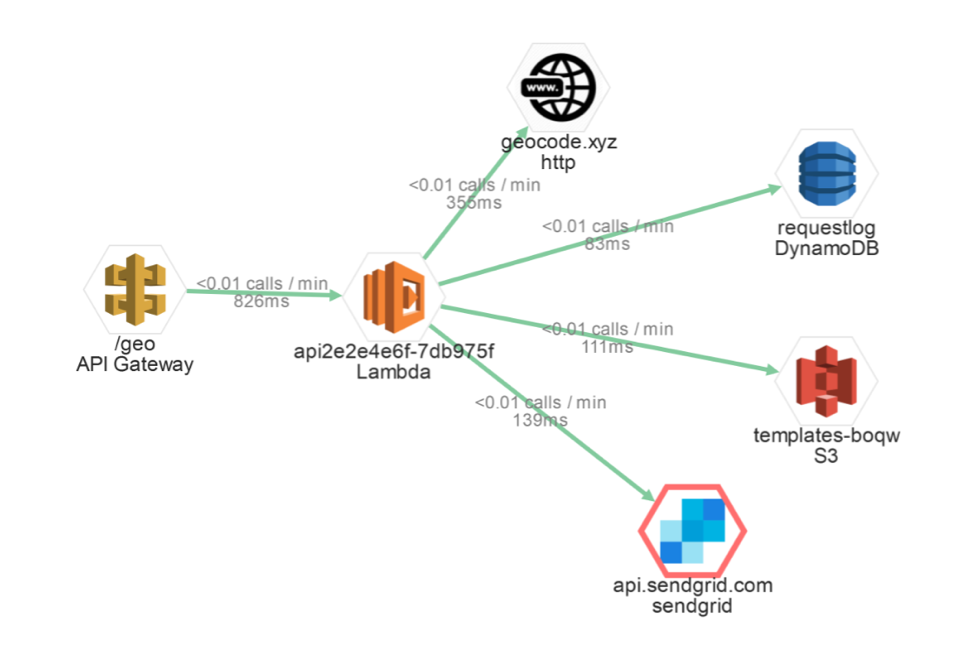 www.
geocode.xyz
http
<0.01 calls / min
355ms
<0.01 calls / min
83ms
requestlog
DynamoDB
<0.01 calls / min
826ms
/geo
API Gateway
api2e2e4e6f-7db975f
Lambda
<0.01 calls / min
111ms
<0.01 calls / min
139ms
templates-boqw
S3
api.sendgrid.com
sendgrid